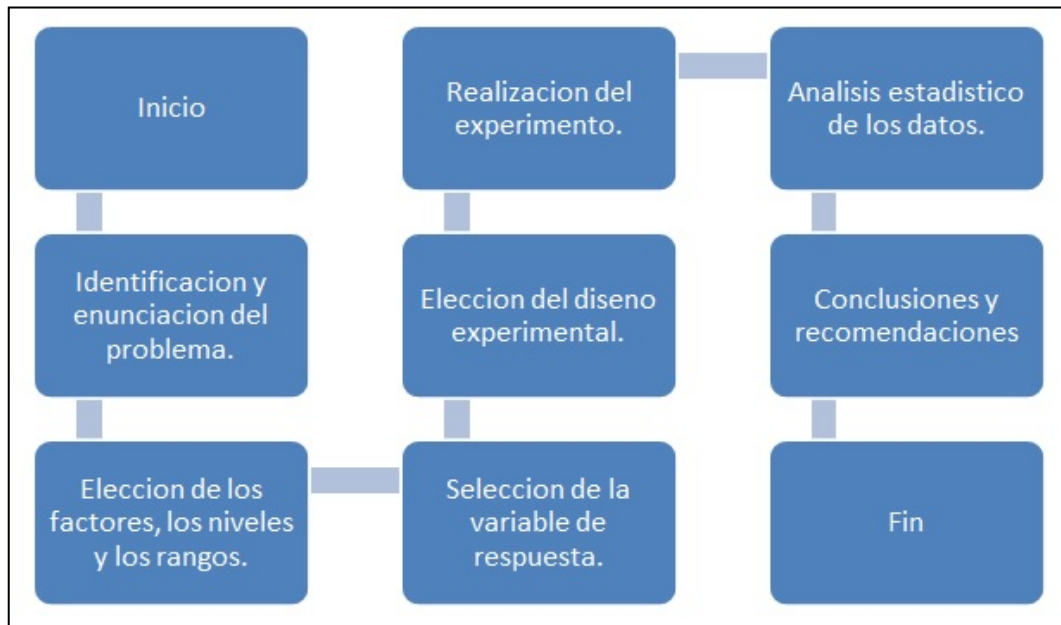 Inicio
Identificacion y
enunciacion del
problema.
Eleccion de los
factores, los niveles
y los rangos.
Seleccion de la
variable de
respuesta.
Eleccion del diseno
experimental.
Realizacion del
experimento.
Analisis estadistico
de los datos.
Conclusiones y
recomendaciones
Fin